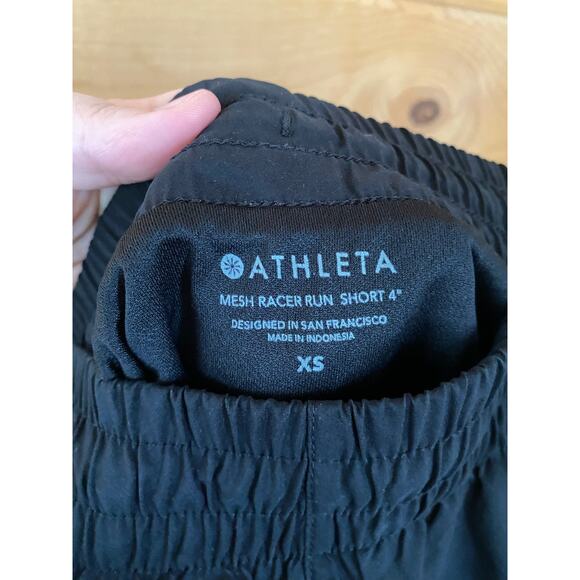 ATHLETA
MESH RACER RUN SHORT 4"
DESIGNED IN SAN FRANCISCO
MADE IN INDONESIA
XS